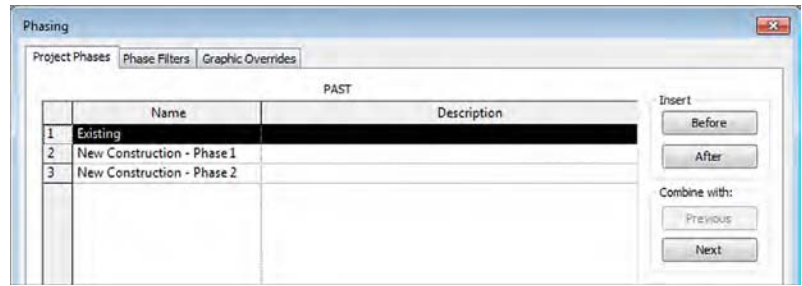 Phasing
Project Phases Phase Filters Graphic Overrides
PAST
Name Description
1 Existing
2 New Construction - Phase 1
3 New Construction - Phase 2
Insert
Before
After
Combine with:
Previous
Next